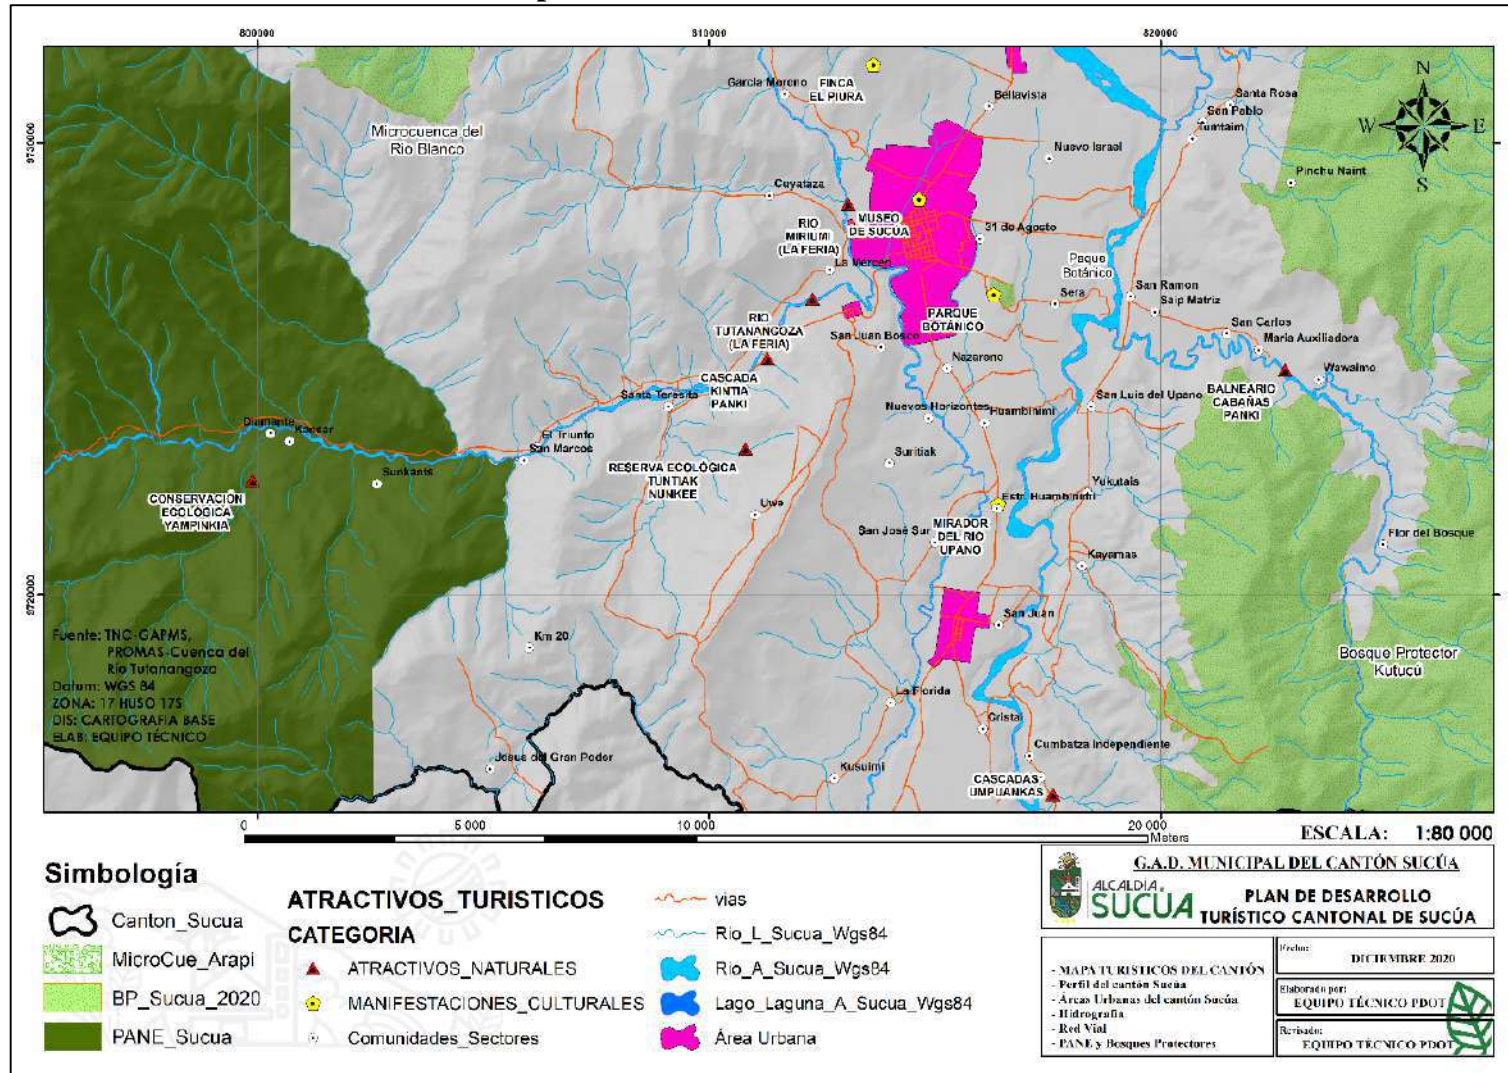 800000
810000
820000
9730000
9720000
N
W
E
S
Garcia Moreno
FINCA
EL PIURA
Bellavista
Santa Rosa
San Pablo
Tumtaim
Microcuenca del
Rio Blanco
Nuevo Israel
Pinchu Naint
Cuyataza
MUSEO
DE SUCÚA
RIO
MIRIUMI
(LA FERIA)
31 de Agosto
La Merced
Paque
Botánico
San Ramon
Sera
Saip Matriz
PARQUE
BOTÁNICO
RIO
TUTANANGOZA
(LA FERIA)
San Juan Bosco
San Carlos
Maria Auxiliadora
Nazareno
Wawaimo
CASCADA
KINTIA
PANKI
BALNEARIO
CABAÑAS
PANKI
Santa Teresita
San Luis del Upano
Nuevos Horizontes
Huambinimi
Diamante
Kansar
El Triunfo
San Marcos
Suritiak
RESERVA ECOLÓGICA
TUNTIAK
NUNKEE
Sunkants
CONSERVACIÓN
ECOLÓGICA
YAMPINKIA
Yukutais
Uwe
Estr. Huambinimi
San José Sur
MIRADOR
DEL RIO
UPANO
Flor del Bosque
Kayamas
San Juan
Km 20
Bosque Protector
Kutucú
Fuente: TNC-GAPMS,
PROMAS-Cuenca del
Río Tutanangoza
Datum: WGS 84
ZONA: 17 HUSO 17S
DIS: CARTOGRAFIA BASE
ELAB: EQUIPO TÉCNICO
La Florida
Cristal
Cumbatza Independiente
Jesus del Gran Poder
Kusuimi
CASCADAS
UMPUANKAS
0
5 000
10 000
20 000
Meters
ESCALA: 1:80 000
Simbología
Canton_Sucua
MicroCue_Arapi
BP_Sucua_2020
PANE_Sucua
ATRACTIVOS_TURISTICOS
CATEGORIA
ATRACTIVOS_NATURALES
MANIFESTACIONES_CULTURALES
Comunidades_Sectores
vias
Rio_L_Sucua_Wgs84
Rio_A_Sucua_Wgs84
Lago_Laguna_A_Sucua_Wgs84
Área Urbana
G.A.D. MUNICIPAL DEL CANTÓN SUCÚA
ALCALDÍA
SUCÚA
PLAN DE DESARROLLO
TURÍSTICO CANTONAL DE SUCÚA
- MAPA TURISTICOS DEL CANTÓN
- Perfil del cantón Sucúa
- Áreas Urbanas del cantón Sucúa
- Hidrografia
- Red Vial
- PANE y Bosques Protectores
Fecha:
DICIEMBRE 2020
Elaborado por:
EQUIPO TÉCNICO PDOT
Revisado:
EQUIPO TÉCNICO PDOT